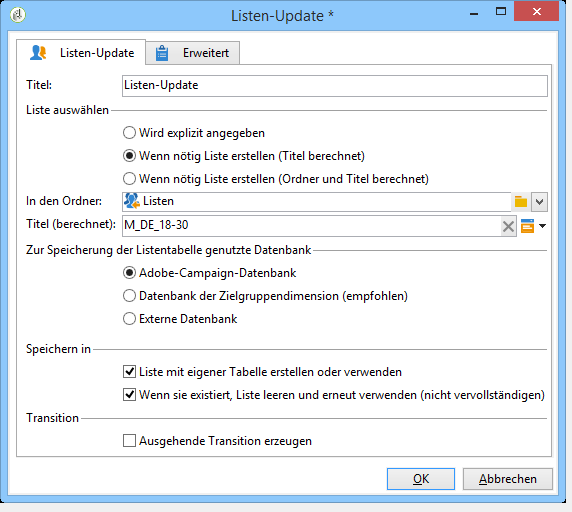 Listen-Update *
Listen-Update
Erweitert
Titel: Listen-Update
Liste auswählen
Wird explizit angegeben
Wenn nötig Liste erstellen (Titel berechnet)
Wenn nötig Liste erstellen (Ordner und Titel berechnet)
In den Ordner: Listen
Titel (berechnet): M_DE_18-30
Zur Speicherung der Listentabelle genutzte Datenbank
Adobe-Campaign-Datenbank
Datenbank der Zielgruppendimension (empfohlen)
Externe Datenbank
Speichern in
Liste mit eigener Tabelle erstellen oder verwenden
Wenn sie existiert, Liste leeren und erneut verwenden (nicht vervollständigen)
Transition
Ausgehende Transition erzeugen
OK
Abbrechen